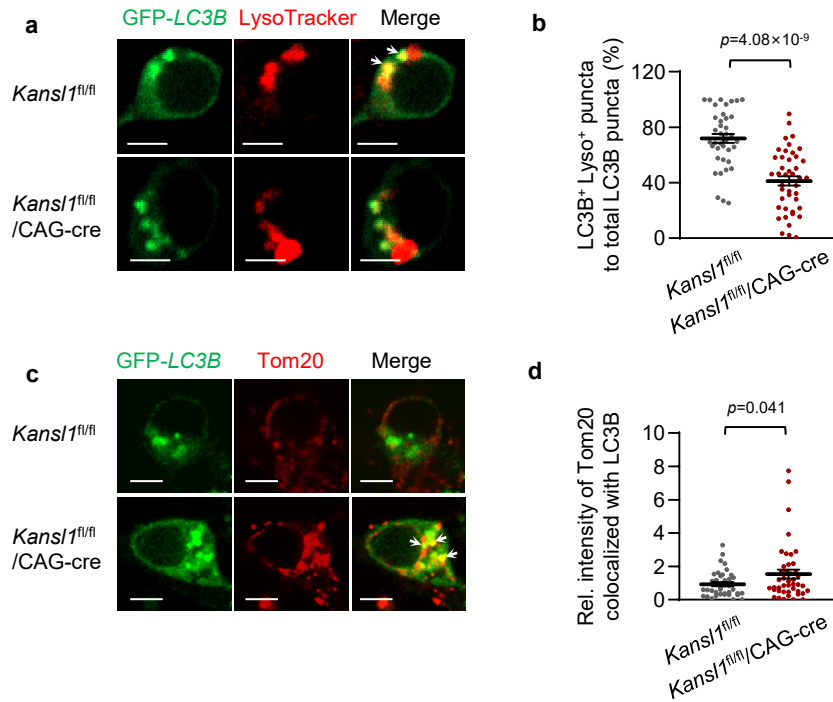 a
GFP-LC3B LysoTracker Merge
Kansl1fl/fl
Kansl1fl/fl
/CAG-cre
b
p=4.08×10-9
LC3B+ Lyso+ puncta
to total LC3B puncta (%)
120
80
40
0
Kansl1fl/fl
Kansl1fl/fl/CAG-cre
c
GFP-LC3B Tom20 Merge
Kansl1fl/fl
Kansl1fl/fl
/CAG-cre
d
p=0.041
Rel. intensity of Tom20
colocalized with LC3B
10
8
6
4
2
0
Kansl1fl/fl
Kansl1fl/fl/CAG-cre